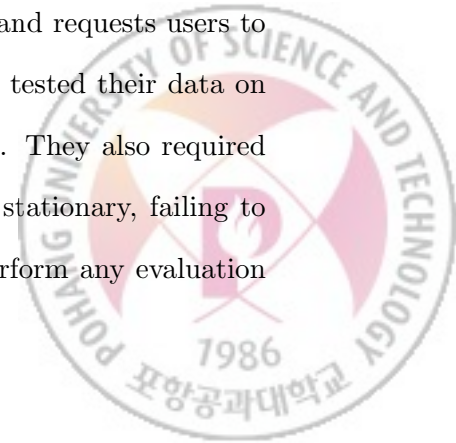 and requests users to
tested their data on
. They also required
stationary, failing to
rform any evaluation
POHANG UNIVERSITY OF SCIENCE AND TECHNOLOGY
1986
포항공과대학교